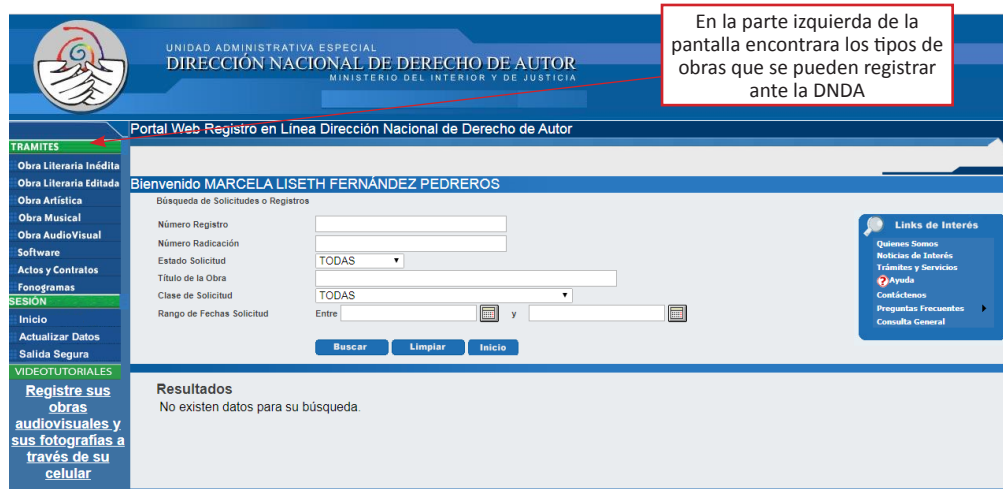 En la parte izquierda de la
pantalla encontrara los tipos de
obras que se pueden registrar
ante la DNDA
UNIDAD ADMINISTRATIVA ESPECIAL
DIRECCIÓN NACIONAL DE DERECHO DE AUTOR
MINISTERIO DEL INTERIOR Y DE JUSTICIA
Portal Web Registro en Línea Dirección Nacional de Derecho de Autor
TRAMITES
Obra Literaria Inédita
Obra Literaria Editada
Obra Artística
Obra Musical
Obra AudioVisual
Software
Actos y Contratos
Fonogramas
SESIÓN
Inicio
Actualizar Datos
Salida Segura
VIDEOTUTORIALES
Registre sus
obras
audiovisuales y
sus fotografías a
través de su
celular
Bienvenido MARCELA LISETH FERNÁNDEZ PEDREROS
Búsqueda de Solicitudes o Registros
Número Registro
Número Radicación
Estado Solicitud TODAS
Título de la Obra
Clase de Solicitud TODAS
Rango de Fechas Solicitud Entre y
Buscar Limpiar Inicio
Links de Interés
Quienes Somos
Noticias de Interés
Trámites y Servicios
?Ayuda
Contáctenos
Preguntas Frecuentes
Consulta General
Resultados
No existen datos para su búsqueda.